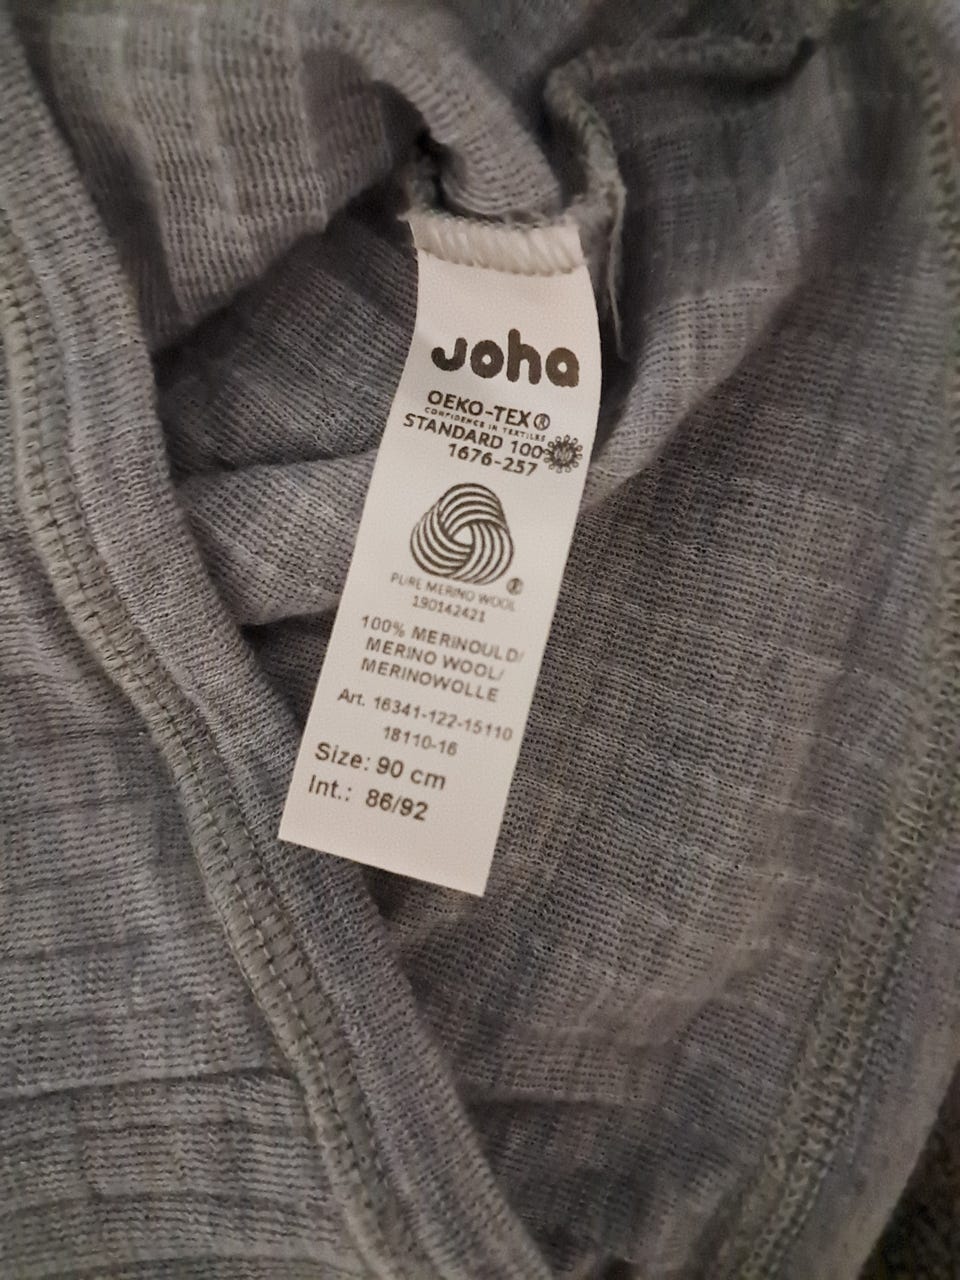 Joha
OEKO-TEX®
CONFIDENCE IN TEXTILES
STANDARD 100
1676-257
PURE MERINO WOOL
190142421
100% MERINOULD/
MERINO WOOL/
MERINOWOLLE
Art. 16341-122-15110
18110-16
Size: 90 cm
Int.: 86/92